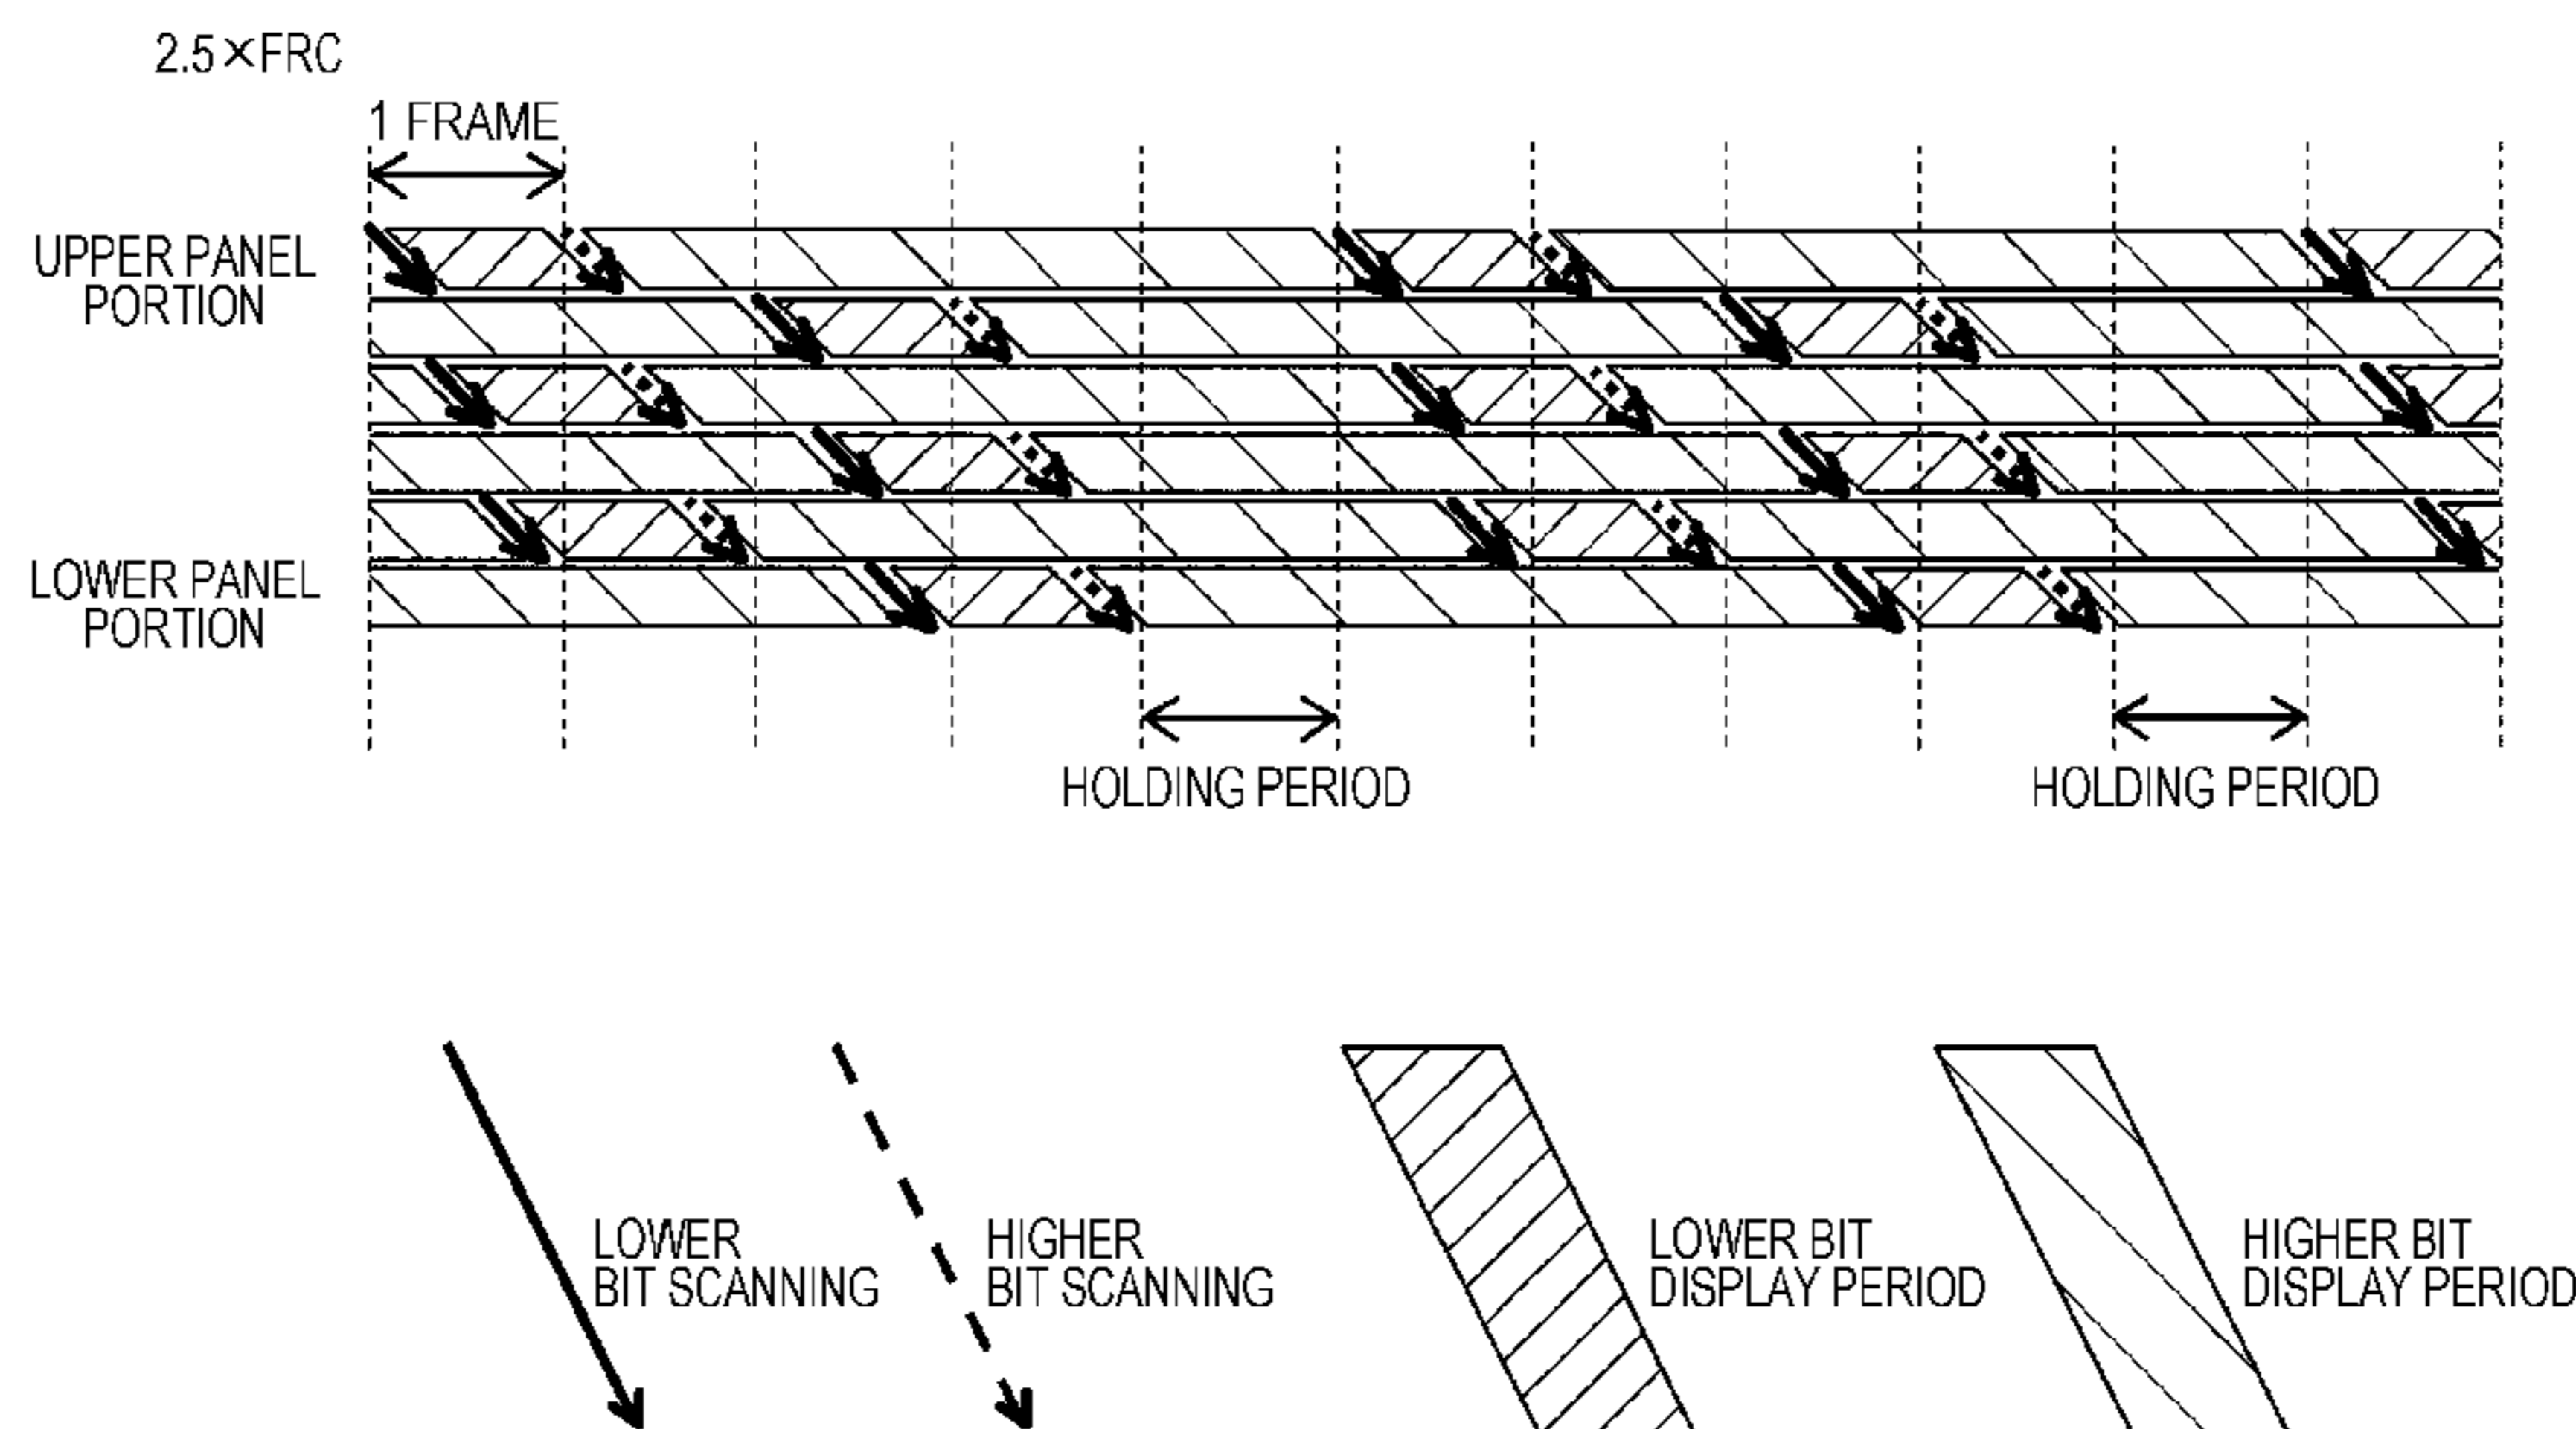 2.5×FRC
1 FRAME
UPPER PANEL
PORTION
LOWER PANEL
PORTION
HOLDING PERIOD
HOLDING PERIOD
LOWER
BIT SCANNING
HIGHER
BIT SCANNING
LOWER BIT
DISPLAY PERIOD
HIGHER BIT
DISPLAY PERIOD